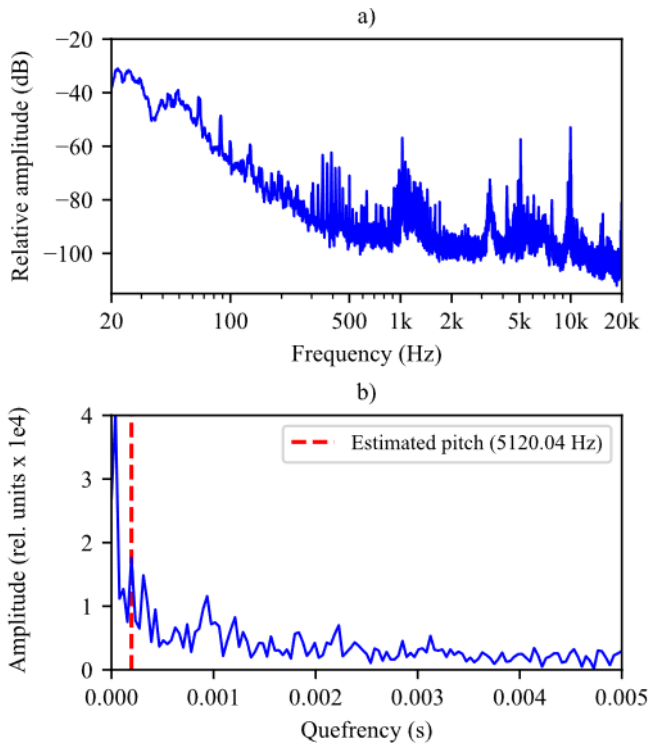 a)
−20
−40
−60
−80
−100
Relative amplitude (dB)
20 100 500 1k 2k 5k 10k 20k
Frequency (Hz)
b)
4
3
2
1
0
Amplitude (rel. units x 1e4)
Estimated pitch (5120.04 Hz)
0.000 0.001 0.002 0.003 0.004 0.005
Quefrency (s)